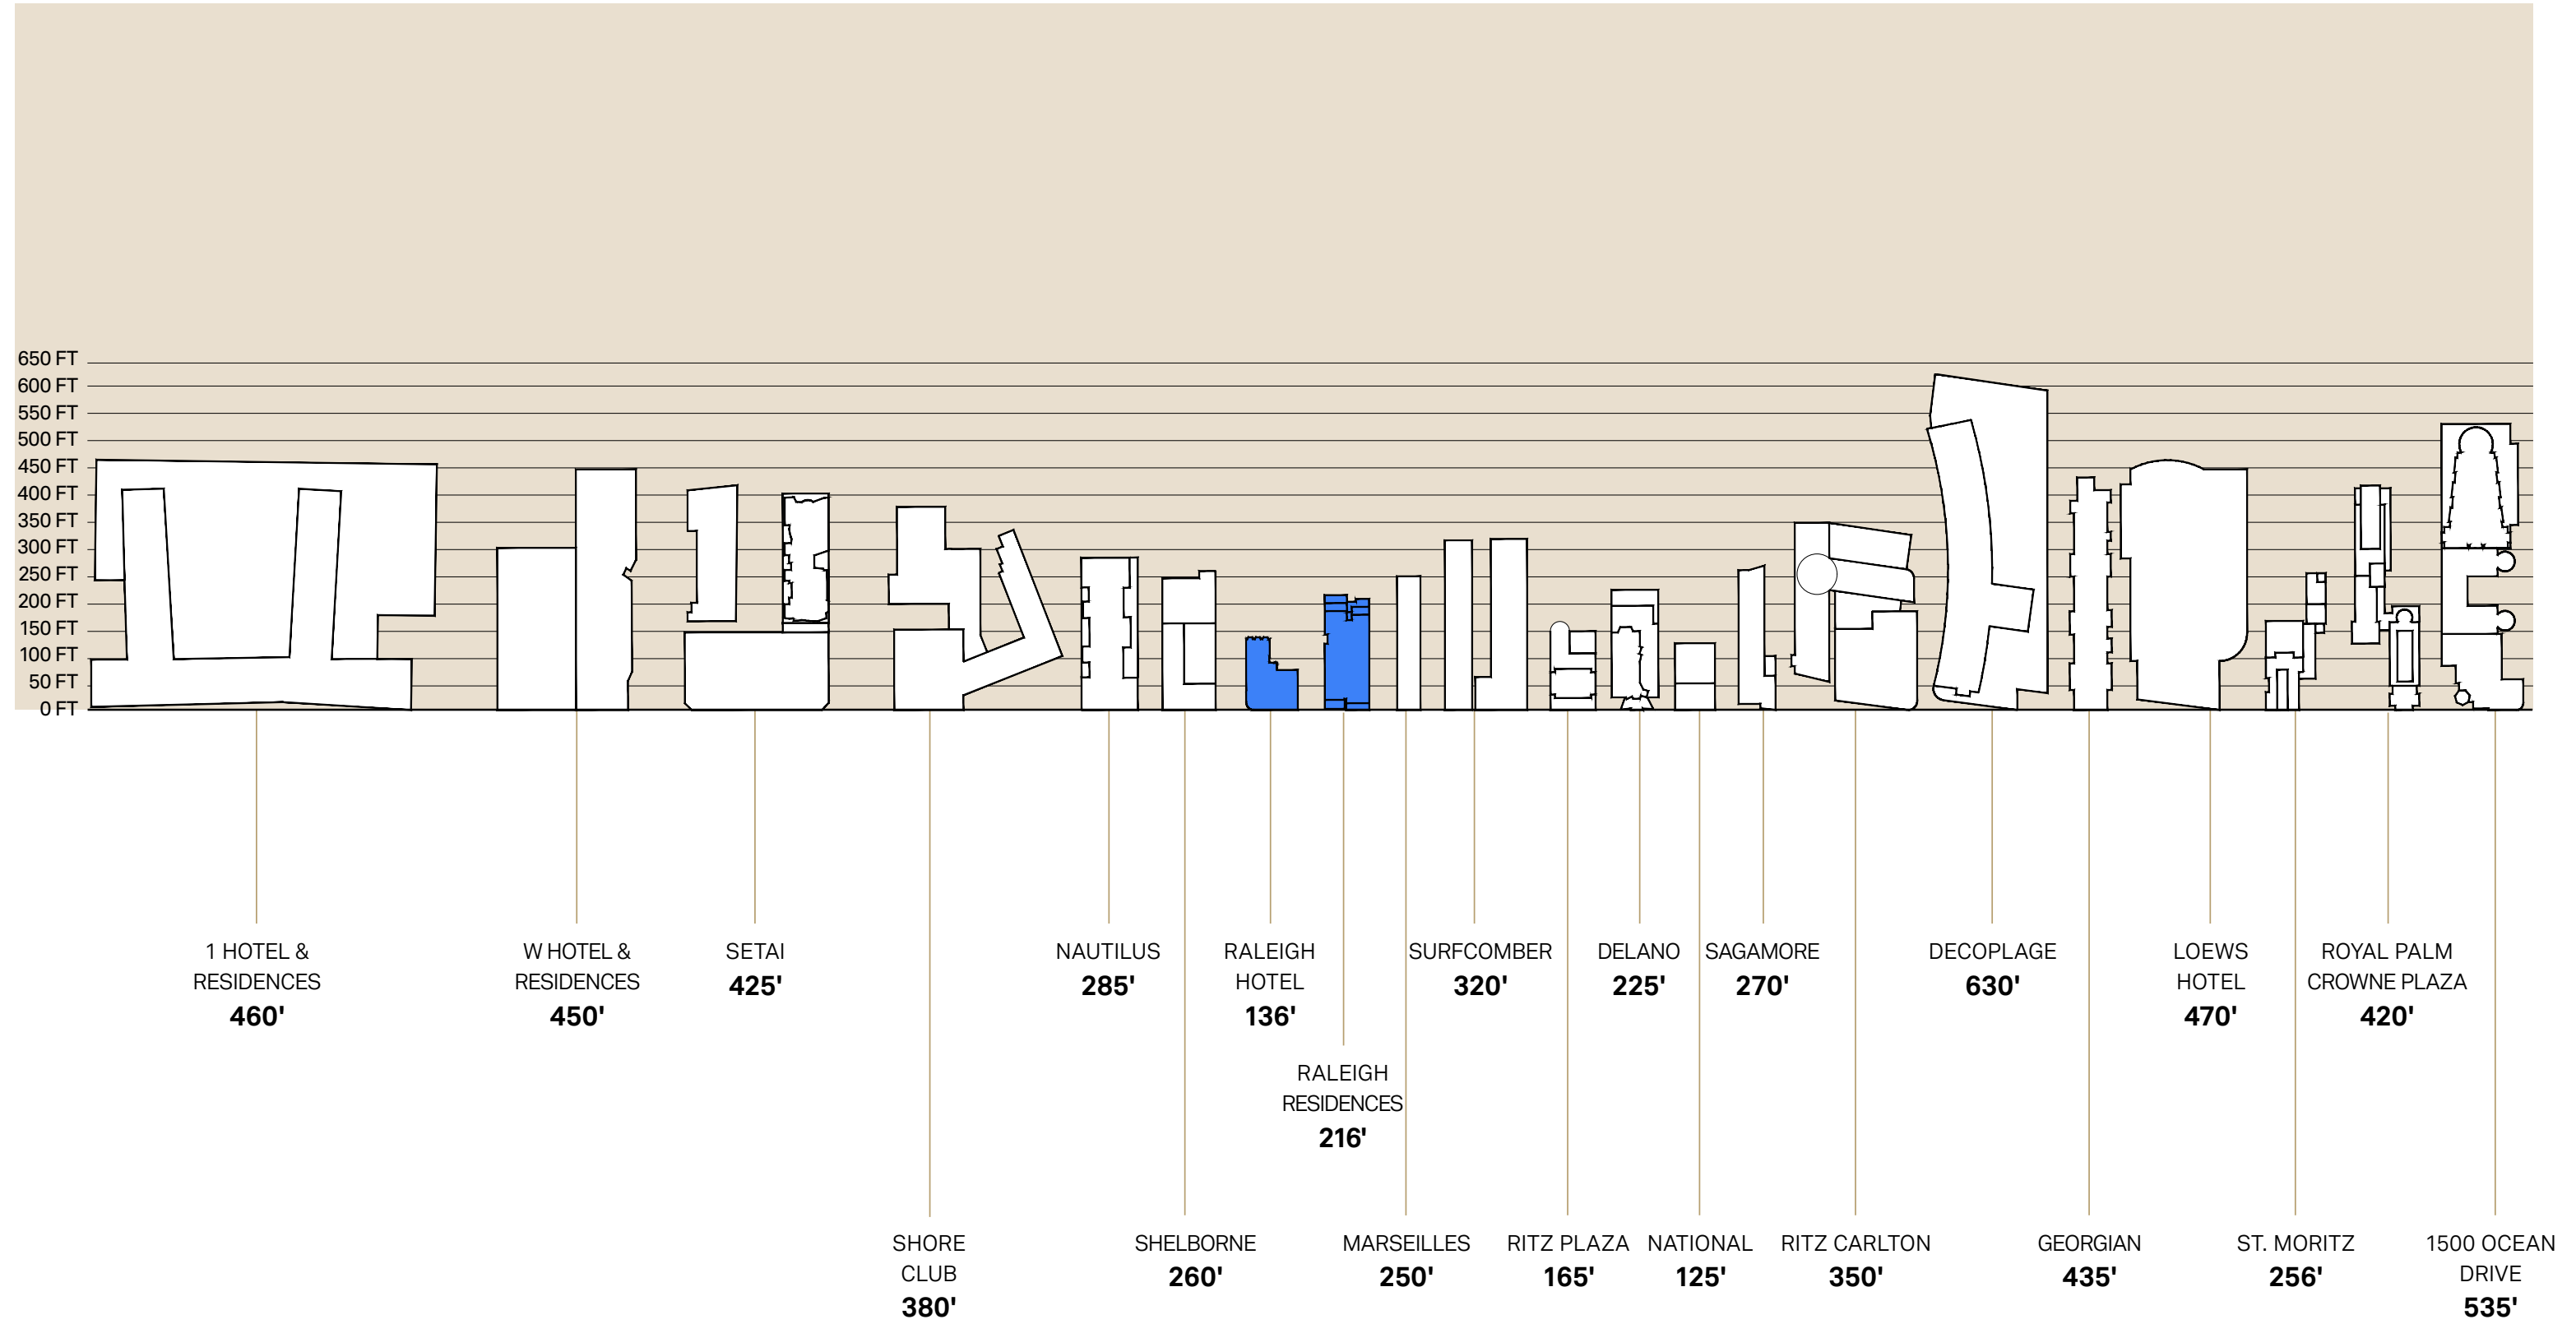 650 FT
600 FT
550 FT
500 FT
450 FT
400 FT
350 FT
300 FT
250 FT
200 FT
150 FT
100 FT
50 FT
0 FT
1 HOTEL &
RESIDENCES
460'
W HOTEL &
RESIDENCES
450'
SETAI
425'
SHORE
CLUB
380'
NAUTILUS
285'
SHELBORNE
260'
RALEIGH
HOTEL
136'
RALEIGH
RESIDENCES
216'
MARSEILLES
250'
SURFCOMBER
320'
RITZ PLAZA
165'
DELANO
225'
NATIONAL
125'
SAGAMORE
270'
RITZ CARLTON
350'
DECOPLAGE
630'
GEORGIAN
435'
LOEWS
HOTEL
470'
ST. MORITZ
256'
ROYAL PALM
CROWNE PLAZA
420'
1500 OCEAN
DRIVE
535'